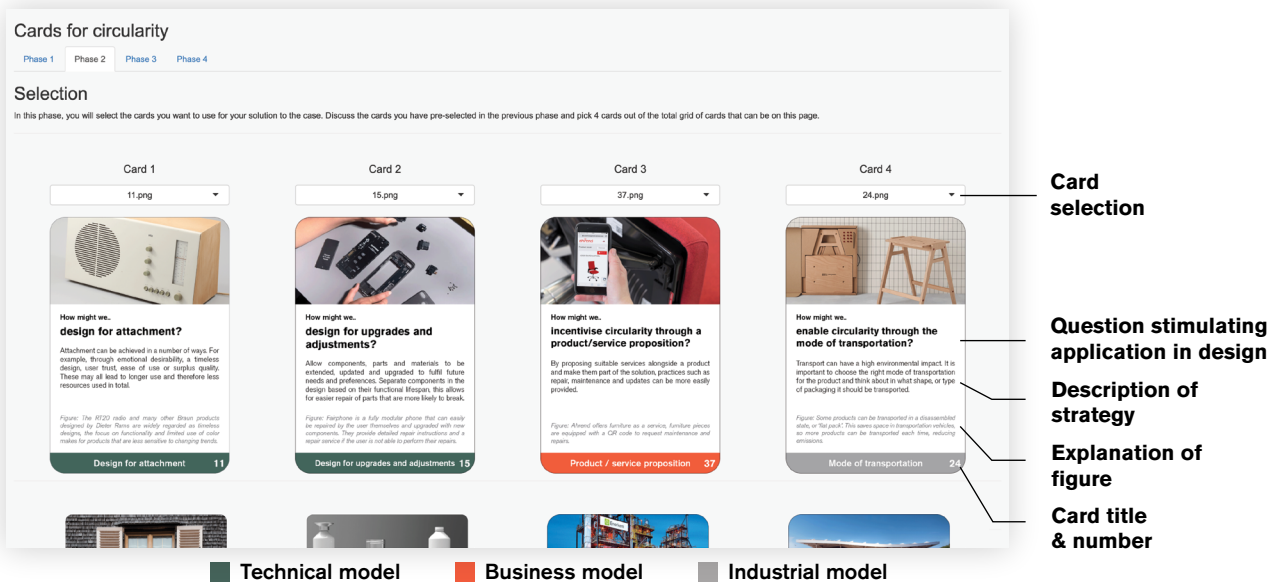 Cards for circularity
Phase 1 Phase 2 Phase 3 Phase 4
Selection
In this phase, you will select the cards you want to use for your solution to the case. Discuss the cards you have pre-selected in the previous phase and pick 4 cards out of the total grid of cards that can be on this page.
Card 1
11.png
How might we..
design for attachment?
Attachment can be achieved in a number of ways. For
example, through emotional desirability, a timeless
design, user trust, ease of use or surplus quality.
These may all lead to longer use and therefore less
resources used in total.
Figure: The RT20 radio and many other Braun products
designed by Dieter Rams are widely regarded as timeless
designs, the focus on functionality and limited use of color
makes for products that are less sensitive to changing trends.
Design for attachment 11
Card 2
15.png
How might we..
design for upgrades and
adjustments?
Allow components, parts and materials to be
extended, updated and upgraded to fulfil future
needs and preferences. Separate components in the
design based on their functional lifespan, this allows
for easier repair of parts that are more likely to break.
Figure: Fairphone is a fully modular phone that can easily
be repaired by the user themselves and upgraded with new
components. They provide detailed repair instructions and a
repair service if the user is not able to perform their repairs.
Design for upgrades and adjustments 15
Card 3
37.png
How might we..
incentivise circularity through a
product/service proposition?
By proposing suitable services alongside a product
and make them part of the solution, practices such as
repair, maintenance and updates can be more easily
provided.
Figure: Ahrend offers furniture as a service, furniture pieces
are equipped with a QR code to request maintenance and
repairs.
Product / service proposition 37
Card 4
24.png
How might we..
enable circularity through the
mode of transportation?
Transport can have a high environmental impact. It is
important to choose the right mode of transportation
for the product and think about in what shape, or type
of packaging it should be transported.
Figure: Some products can be transported in a disassembled
state, or "flat pack". This saves space in transportation vehicles,
so more products can be transported each time, reducing
emissions.
Mode of transportation 24
Card
selection
Question stimulating
application in design
Description of
strategy
Explanation of
figure
Card title
& number
Technical model
Business model
Industrial model